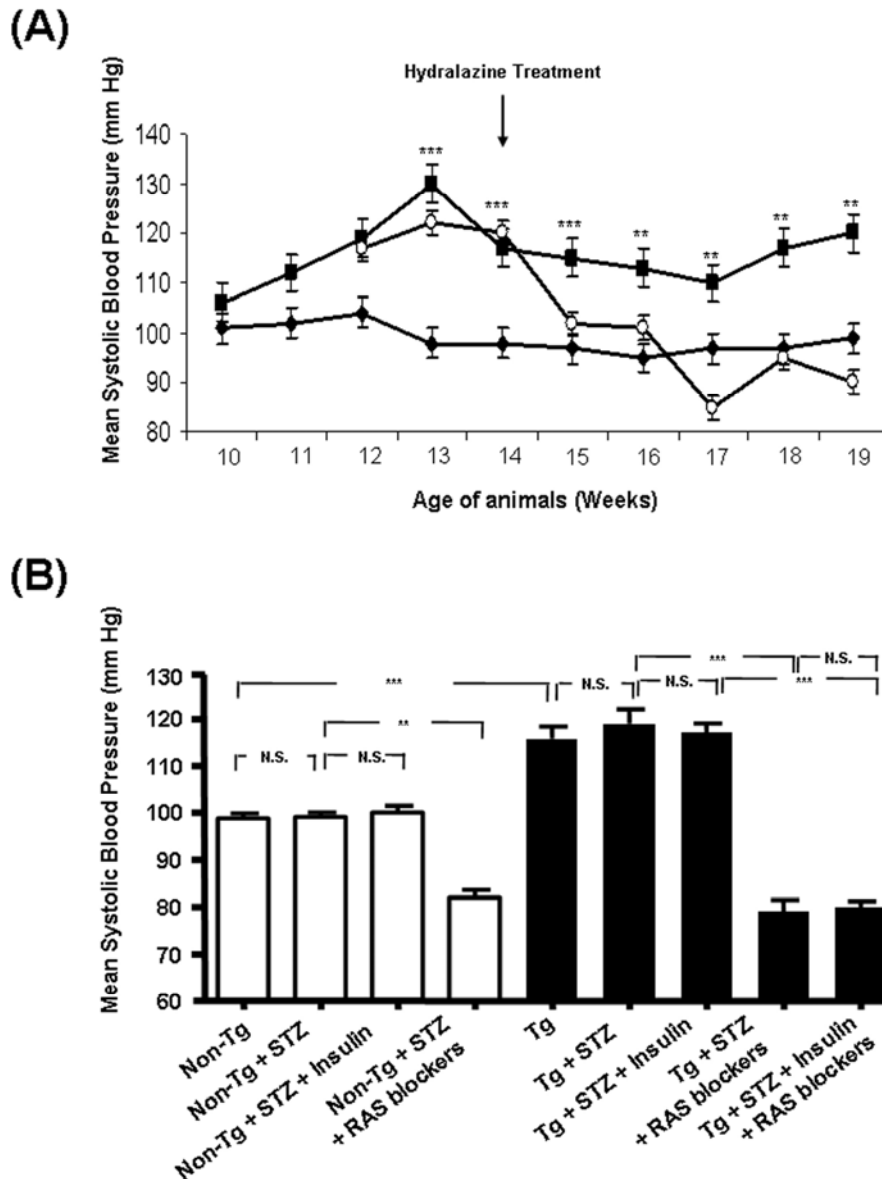 (A)
Hydralazine Treatment
Mean Systolic Blood Pressure (mm Hg)
140
130
120
110
100
90
80
***
***
***
**
**
**
**
10 11 12 13 14 15 16 17 18 19
Age of animals (Weeks)
(B)
Mean Systolic Blood Pressure (mm Hg)
130
120
110
100
90
80
70
60
*** N.S.
N.S. N.S. ***
***
**
N.S. N.S.
Non-Tg
Non-Tg + STZ
Non-Tg + STZ + Insulin
Non-Tg + STZ
+ RAS blockers
Tg
Tg + STZ
Tg + STZ + Insulin
Tg + STZ
+ RAS blockers
Tg + STZ + Insulin
+ RAS blockers